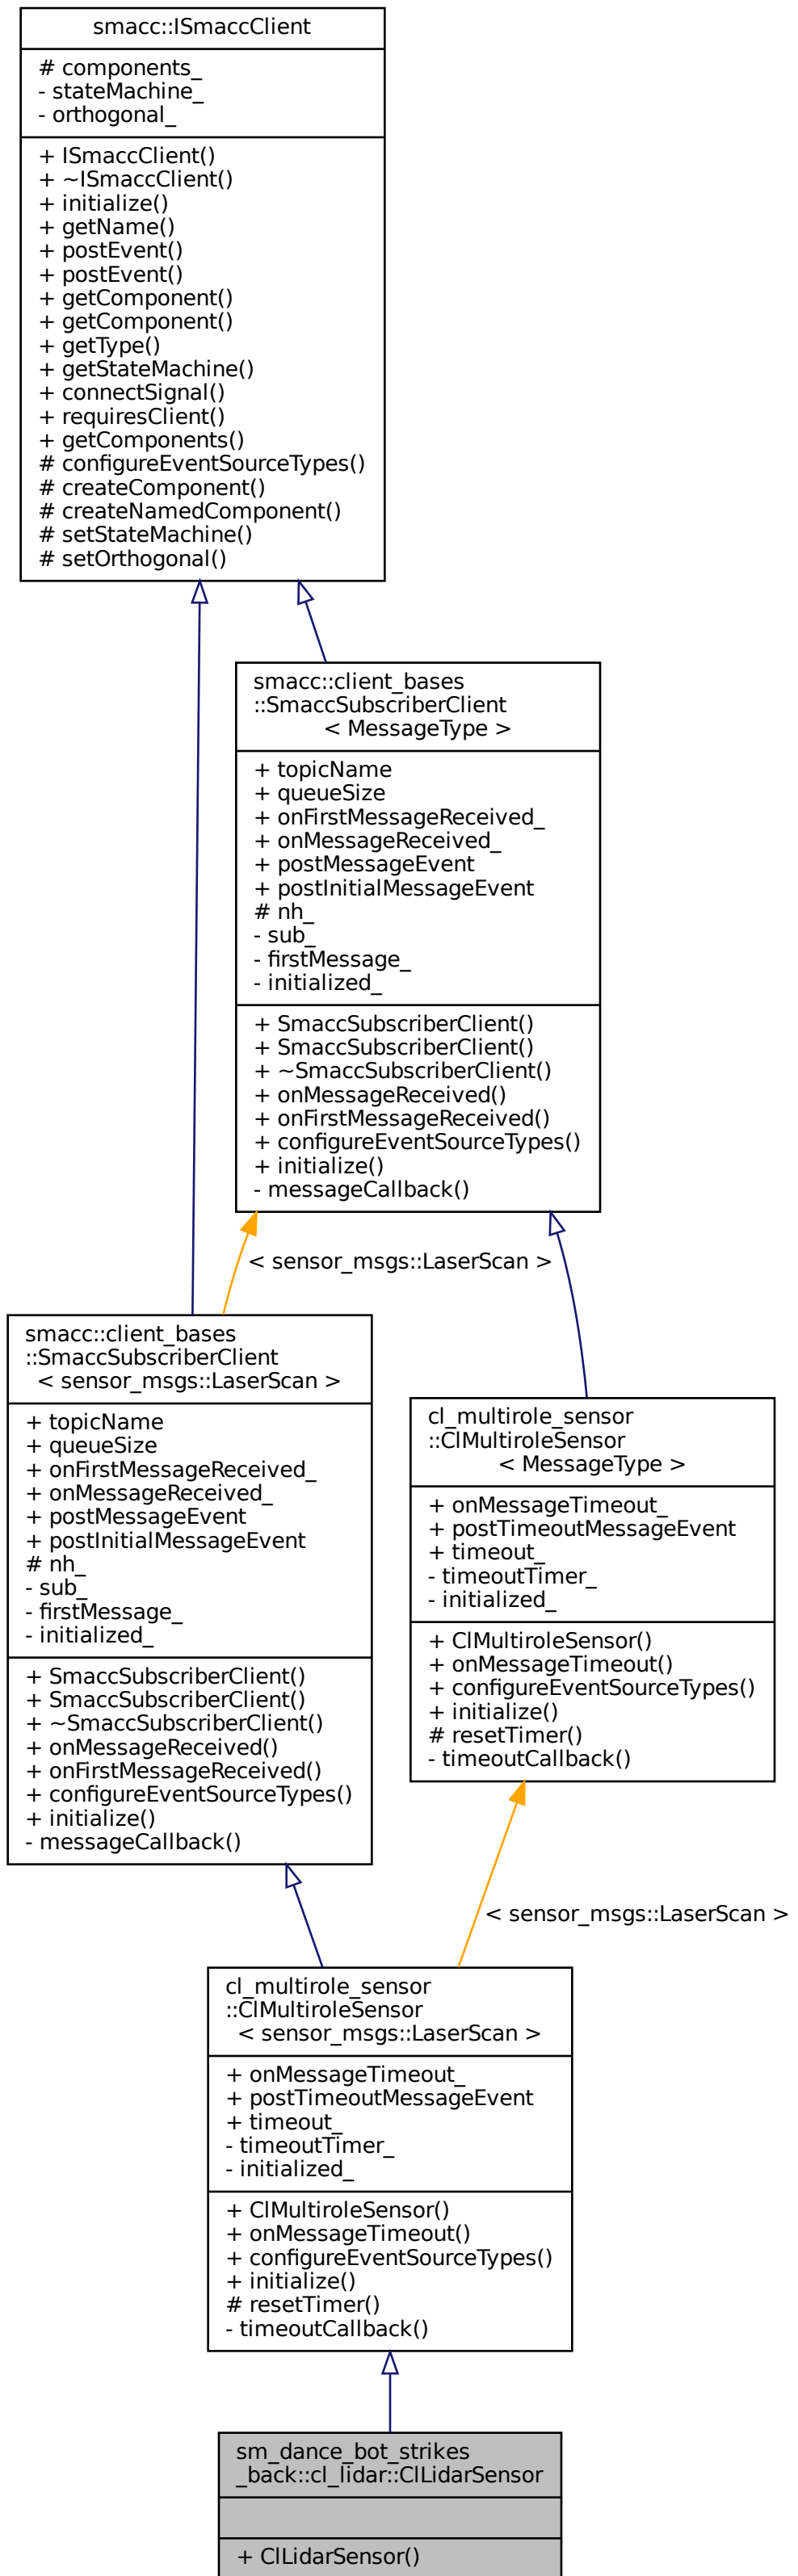 smacc::ISmaccClient
# components_
- stateMachine_
- orthogonal_
+ ISmaccClient()
+ ~ISmaccClient()
+ initialize()
+ getName()
+ postEvent()
+ postEvent()
+ getComponent()
+ getComponent()
+ getType()
+ getStateMachine()
+ connectSignal()
+ requiresClient()
+ getComponents()
# configureEventSourceTypes()
# createComponent()
# createNamedComponent()
# setStateMachine()
# setOrthogonal()
smacc::client_bases
::SmaccSubscriberClient
< MessageType >
+ topicName
+ queueSize
+ onFirstMessageReceived_
+ onMessageReceived_
+ postMessageEvent
+ postInitialMessageEvent
# nh_
- sub_
- firstMessage_
- initialized_
+ SmaccSubscriberClient()
+ SmaccSubscriberClient()
+ ~SmaccSubscriberClient()
+ onMessageReceived()
+ onFirstMessageReceived()
+ configureEventSourceTypes()
+ initialize()
- messageCallback()
< sensor_msgs::LaserScan >
smacc::client_bases
::SmaccSubscriberClient
< sensor_msgs::LaserScan >
+ topicName
+ queueSize
+ onFirstMessageReceived_
+ onMessageReceived_
+ postMessageEvent
+ postInitialMessageEvent
# nh_
- sub_
- firstMessage_
- initialized_
+ SmaccSubscriberClient()
+ SmaccSubscriberClient()
+ ~SmaccSubscriberClient()
+ onMessageReceived()
+ onFirstMessageReceived()
+ configureEventSourceTypes()
+ initialize()
- messageCallback()
cl_multirole_sensor
::ClMultiroleSensor
< MessageType >
+ onMessageTimeout_
+ postTimeoutMessageEvent
+ timeout_
- timeoutTimer_
- initialized_
+ ClMultiroleSensor()
+ onMessageTimeout()
+ configureEventSourceTypes()
+ initialize()
# resetTimer()
- timeoutCallback()
< sensor_msgs::LaserScan >
cl_multirole_sensor
::ClMultiroleSensor
< sensor_msgs::LaserScan >
+ onMessageTimeout_
+ postTimeoutMessageEvent
+ timeout_
- timeoutTimer_
- initialized_
+ ClMultiroleSensor()
+ onMessageTimeout()
+ configureEventSourceTypes()
+ initialize()
# resetTimer()
- timeoutCallback()
sm_dance_bot_strikes
_back::cl_lidar::ClLidarSensor
+ ClLidarSensor()